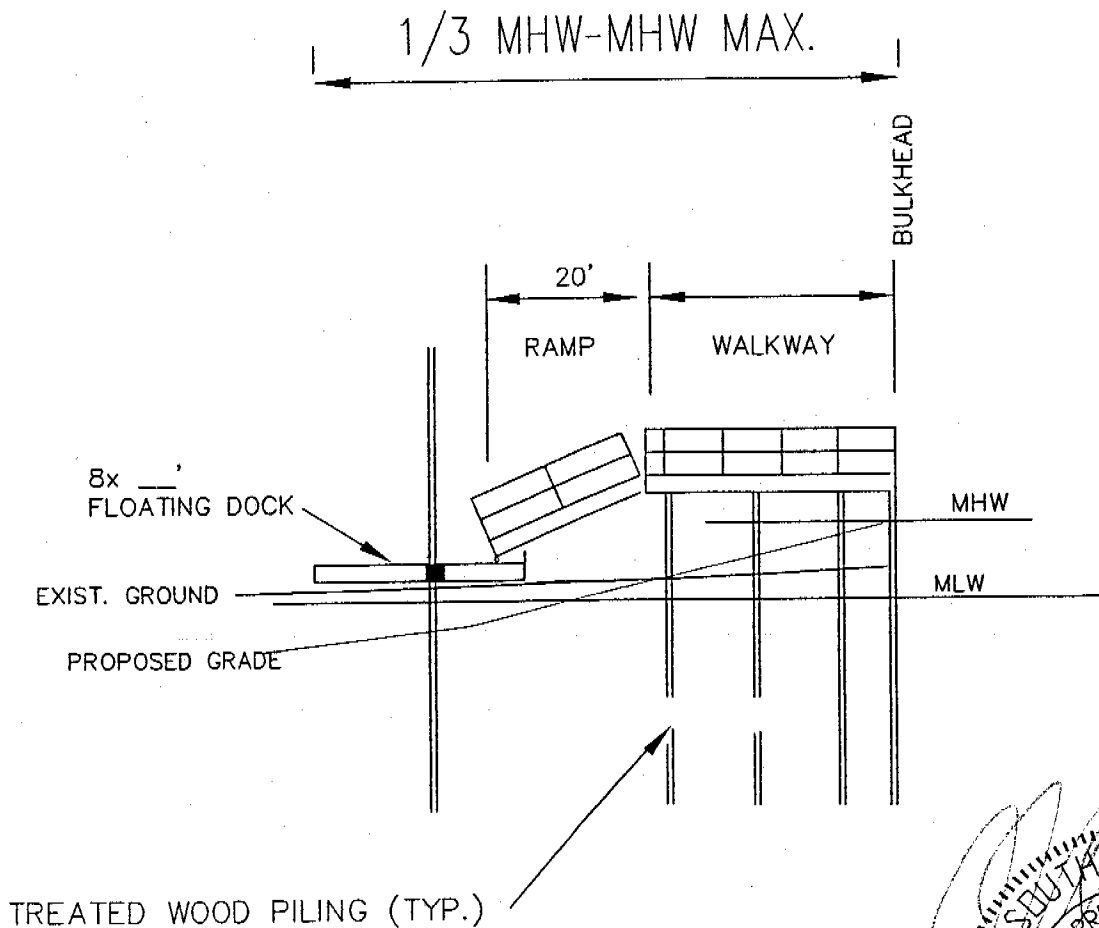 1/3 MHW-MHW MAX.
BULKHEAD
20'
RAMP
WALKWAY
8x __'
FLOATING DOCK
MHW
EXIST. GROUND
MLW
PROPOSED GRADE
TREATED WOOD PILING (TYP.)
SOUTH